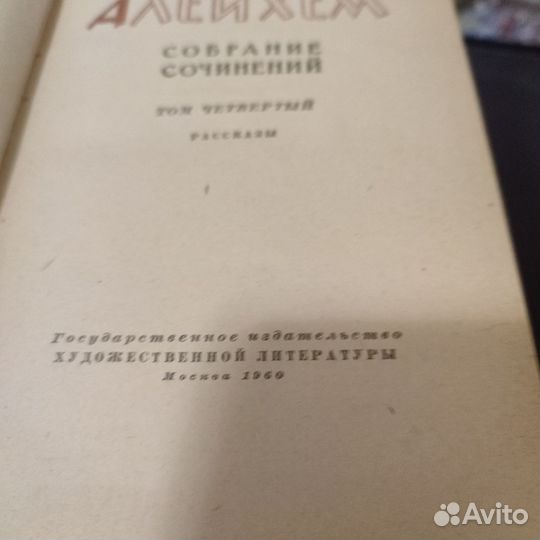 АЛЕЙХЕМ
СОБРАНИЕ
СОЧИНЕНИЙ
ТОМ ЧЕТВЕРТЫЙ
РАССКАЗЫ
Государственное издательство
ХУДОЖЕСТВЕННОЙ ЛИТЕРАТУРЫ
Москва 1960
Avito